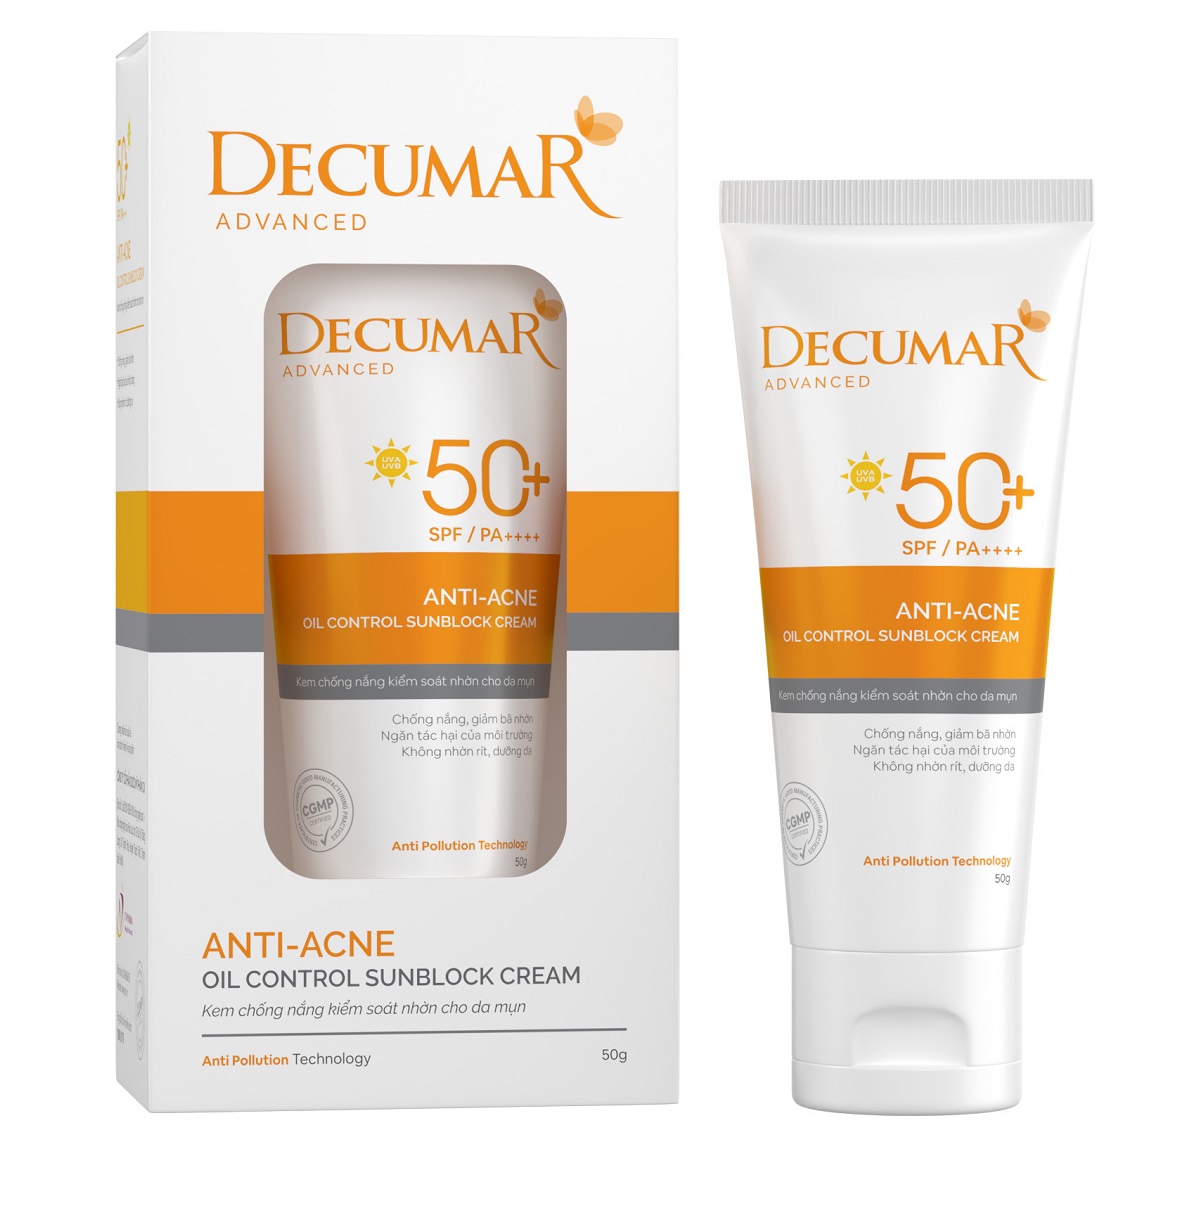 DECUMAR
ADVANCED
DECUMAR
ADVANCED
UVA
UVB
50+
SPF / PA++++
ANTI-ACNE
OIL CONTROL SUNBLOCK CREAM
Kem chống nắng kiểm soát nhờn cho da mụn
Chống nắng, giảm bã nhờn
Ngăn tác hại của môi trường
Không nhờn rít, dưỡng da
CGMP
CERTIFIED
Anti Pollution Technology
50g
ANTI-ACNE
OIL CONTROL SUNBLOCK CREAM
Kem chống nắng kiểm soát nhờn cho da mụn
Anti Pollution Technology
50g
50+
ANTI-ACNE
DECUMAR
ADVANCED
UVA
UVB
50+
SPF / PA++++
ANTI-ACNE
OIL CONTROL SUNBLOCK CREAM
Kem chống nắng kiểm soát nhờn cho da mụn
Chống nắng, giảm bã nhờn
Ngăn tác hại của môi trường
Không nhờn rít, dưỡng da
CGMP
CERTIFIED
Anti Pollution Technology
50g